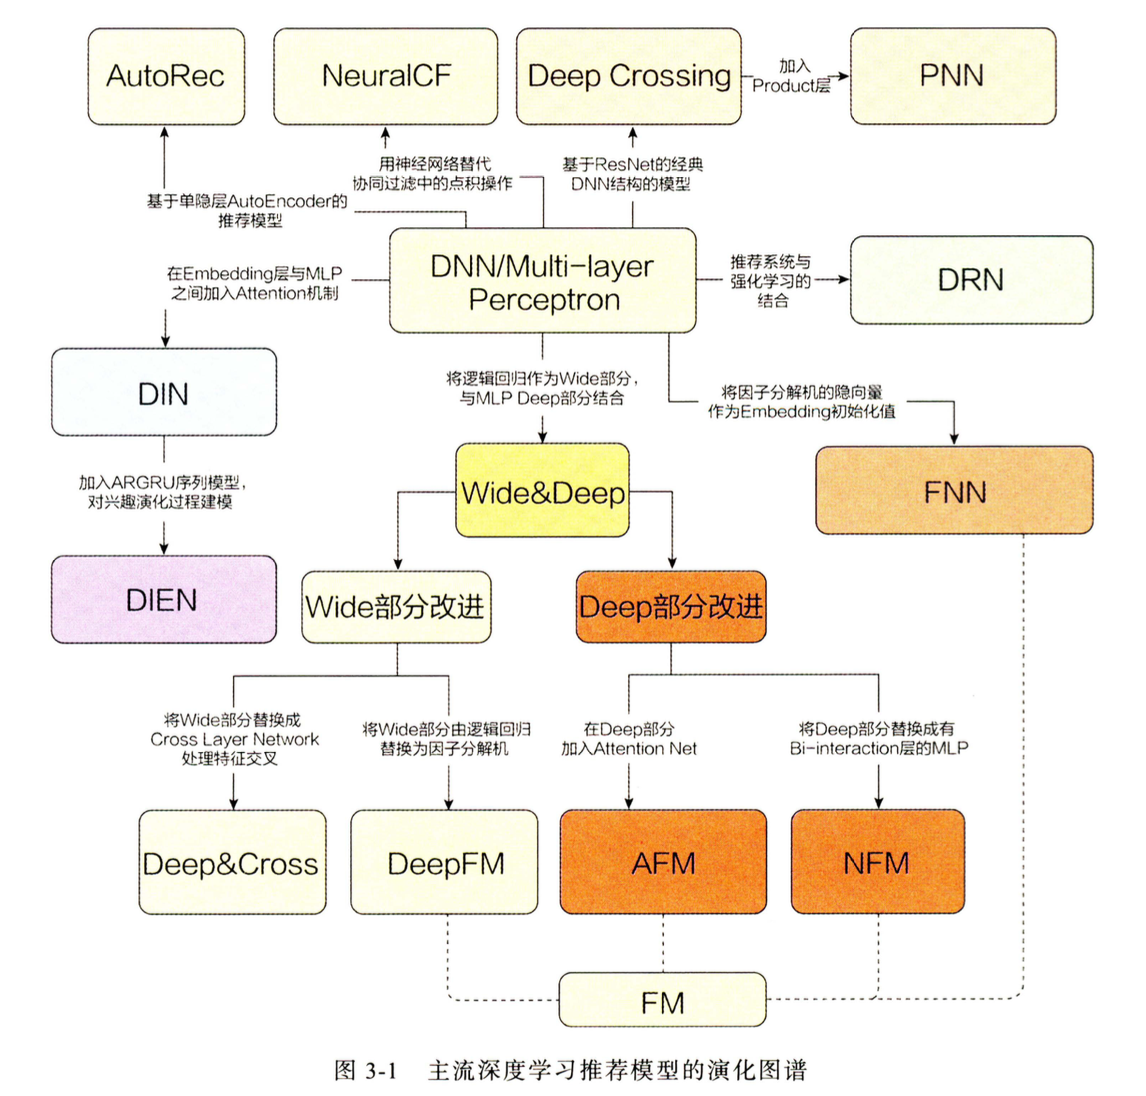 AutoRec
NeuralCF
Deep Crossing
加入
Product层
PNN
用神经网络替代
协同过滤中的点积操作
基于ResNet的经典
DNN结构的模型
基于单隐层AutoEncoder的
推荐模型
DNN/Multi-layer
Perceptron
推荐系统与
强化学习的
结合
DRN
在Embedding层与MLP
之间加入Attention机制
DIN
将逻辑回归作为Wide部分，
与MLP Deep部分结合
将因子分解机的隐向量
作为Embedding初始化值
加入ARGRU序列模型，
对兴趣演化过程建模
Wide&Deep
FNN
DIEN
Wide部分改进
Deep部分改进
将Wide部分替换成
Cross Layer Network
处理特征交叉
将Wide部分由逻辑回归
替换为因子分解机
在Deep部分
加入Attention Net
将Deep部分替换成有
Bi-interaction层的MLP
Deep&Cross
DeepFM
AFM
NFM
FM
图 3-1 主流深度学习推荐模型的演化图谱